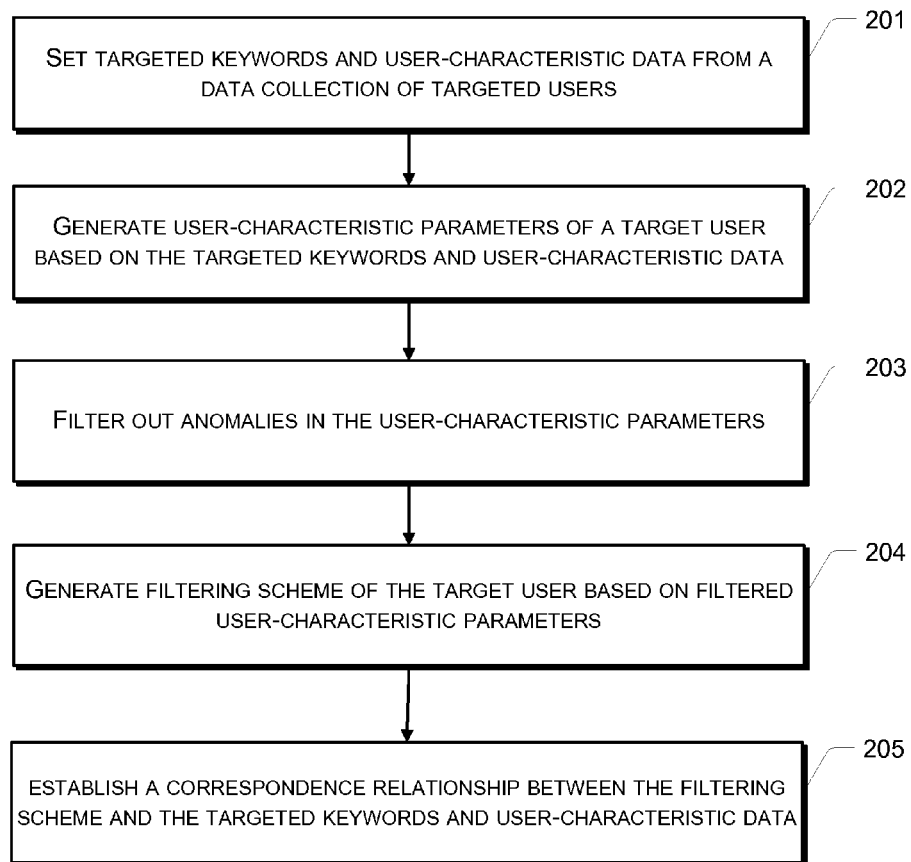 201
SET TARGETED KEYWORDS AND USER-CHARACTERISTIC DATA FROM A
DATA COLLECTION OF TARGETED USERS
202
GENERATE USER-CHARACTERISTIC PARAMETERS OF A TARGET USER
BASED ON THE TARGETED KEYWORDS AND USER-CHARACTERISTIC DATA
203
FILTER OUT ANOMALIES IN THE USER-CHARACTERISTIC PARAMETERS
204
GENERATE FILTERING SCHEME OF THE TARGET USER BASED ON FILTERED
USER-CHARACTERISTIC PARAMETERS
205
ESTABLISH A CORRESPONDENCE RELATIONSHIP BETWEEN THE FILTERING
SCHEME AND THE TARGETED KEYWORDS AND USER-CHARACTERISTIC DATA